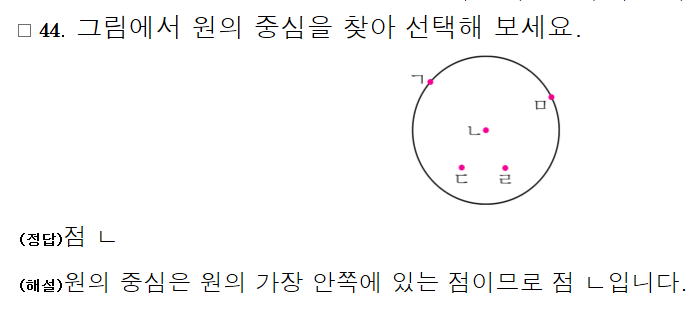 □ 44. 그림에서 원의 중심을 찾아 선택해 보세요.
ㄱ
ㅁ
ㄴ
ㄷ ㄹ
(정답)점 ㄴ
(해설)원의 중심은 원의 가장 안쪽에 있는 점이므로 점 ㄴ입니다.